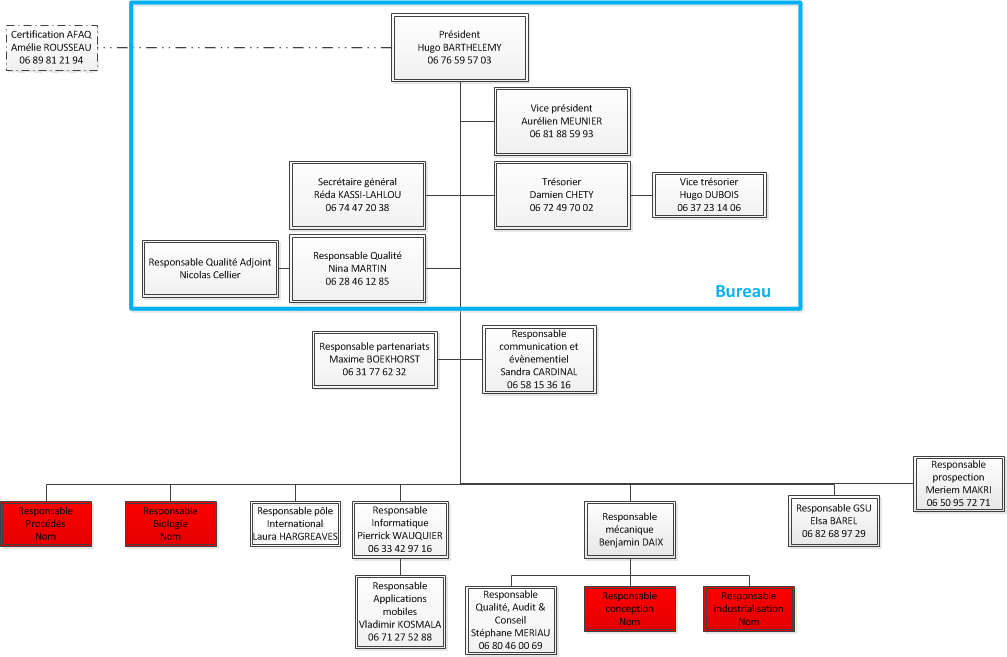 Certification AFAQ
Amélie ROUSSEAU
06 89 81 21 94
Président
Hugo BARTHELEMY
06 76 59 57 03
Vice président
Aurélien MEUNIER
06 81 88 59 93
Secrétaire général
Réda KASSI-LAHLOU
06 74 47 20 38
Trésorier
Damien CHETY
06 72 49 70 02
Vice trésorier
Hugo DUBOIS
06 37 23 14 06
Responsable Qualité Adjoint
Nicolas Cellier
Responsable Qualité
Nina MARTIN
06 28 46 12 85
Bureau
Responsable partenariats
Maxime BOEKHORST
06 31 77 62 32
Responsable
communication et
évènementiel
Sandra CARDINAL
06 58 15 36 16
Responsable
prospection
Meriem MAKRI
06 50 95 72 71
Responsable
Procédés
Nom
Responsable
Biologie
Nom
Responsable pôle
International
Laura HARGREAVES
Responsable
Informatique
Pierrick WAUQUIER
06 33 42 97 16
Responsable
mécanique
Benjamin DAIX
Responsable GSU
Elsa BAREL
06 82 68 97 29
Responsable
Applications
mobiles
Vladimir KOSMALA
06 71 27 52 88
Responsable
Qualité, Audit &
Conseil
Stéphane MERIAU
06 80 46 00 69
Responsable
conception
Nom
Responsable
industrialisation
Nom